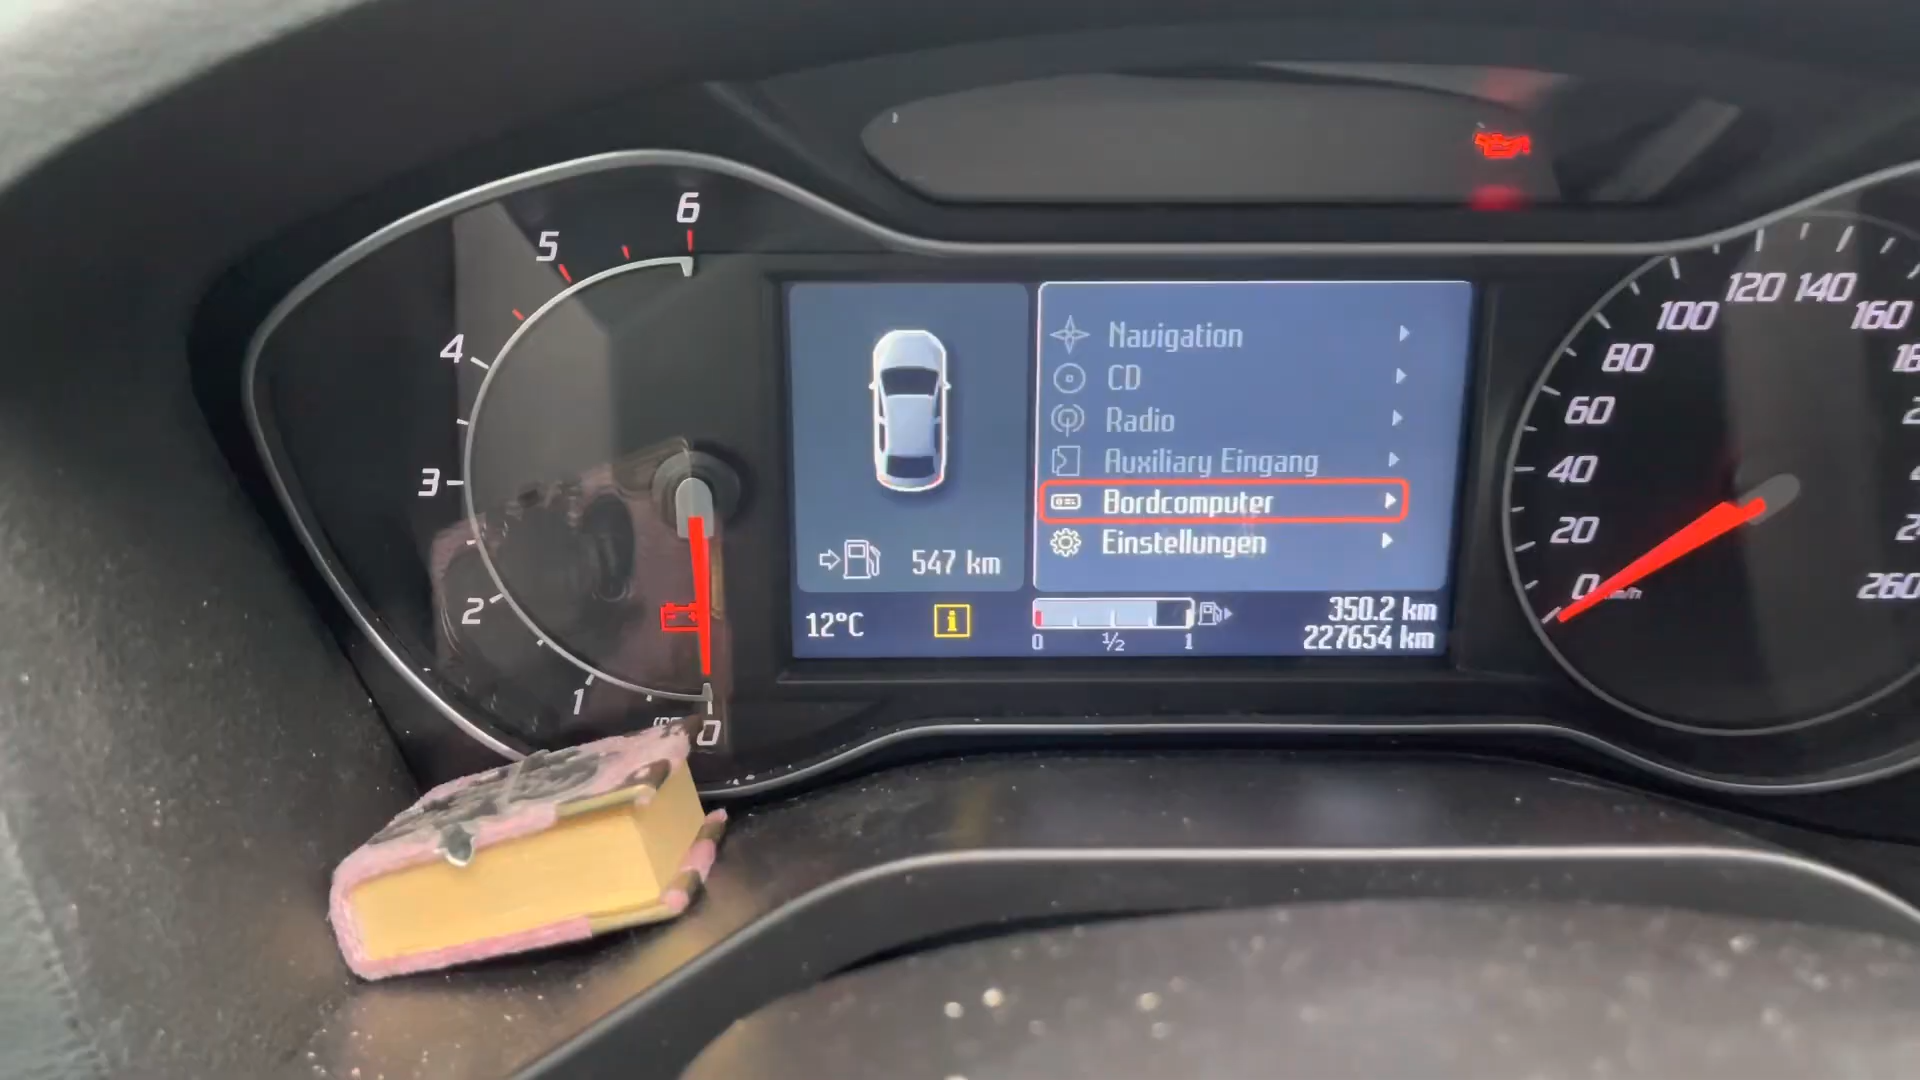 6
5
4
3
2
1
0
Navigation
CD
Radio
Auxiliary Eingang
Bordcomputer
Einstellungen
547 km
12°C
i
0 ½ 1
350.2 km
227654 km
0
20
40
60
80
100
120
140
160
260